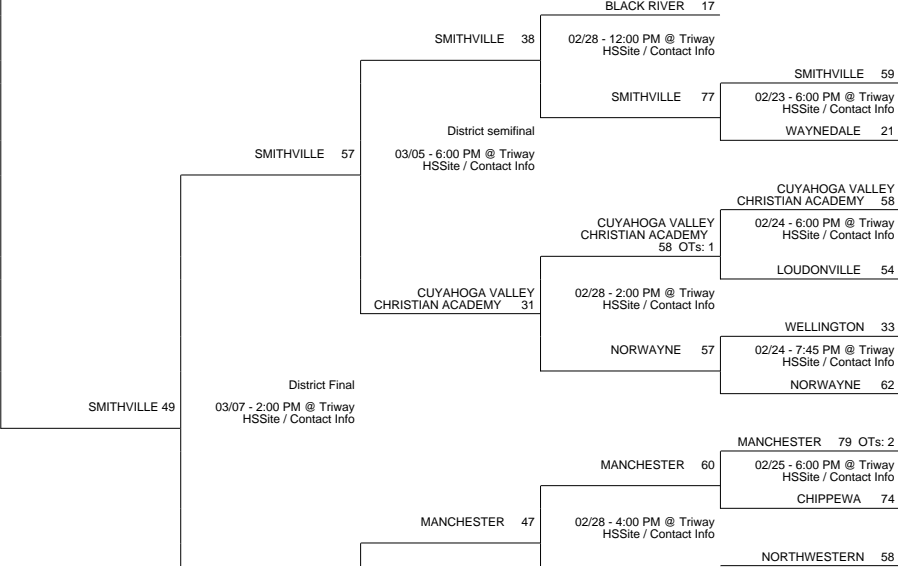 BLACK RIVER 17
SMITHVILLE 38
02/28 - 12:00 PM @ Triway
HSSite / Contact Info
SMITHVILLE 59
SMITHVILLE 77
02/23 - 6:00 PM @ Triway
HSSite / Contact Info
WAYNEDALE 21
District semifinal
SMITHVILLE 57
03/05 - 6:00 PM @ Triway
HSSite / Contact Info
CUYAHOGA VALLEY
CHRISTIAN ACADEMY 58
CUYAHOGA VALLEY
CHRISTIAN ACADEMY
58 OTs: 1
02/24 - 6:00 PM @ Triway
HSSite / Contact Info
LOUDONVILLE 54
CUYAHOGA VALLEY
CHRISTIAN ACADEMY 31
02/28 - 2:00 PM @ Triway
HSSite / Contact Info
WELLINGTON 33
NORWAYNE 57
02/24 - 7:45 PM @ Triway
HSSite / Contact Info
NORWAYNE 62
District Final
SMITHVILLE 49
03/07 - 2:00 PM @ Triway
HSSite / Contact Info
MANCHESTER 79 OTs: 2
MANCHESTER 60
02/25 - 6:00 PM @ Triway
HSSite / Contact Info
CHIPPEWA 74
MANCHESTER 47
02/28 - 4:00 PM @ Triway
HSSite / Contact Info
NORTHWESTERN 58